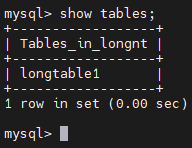 mysql> show tables;
+------------------+
| Tables_in_longnt |
+------------------+
| longtable1       |
+------------------+
1 row in set (0.00 sec)
mysql>